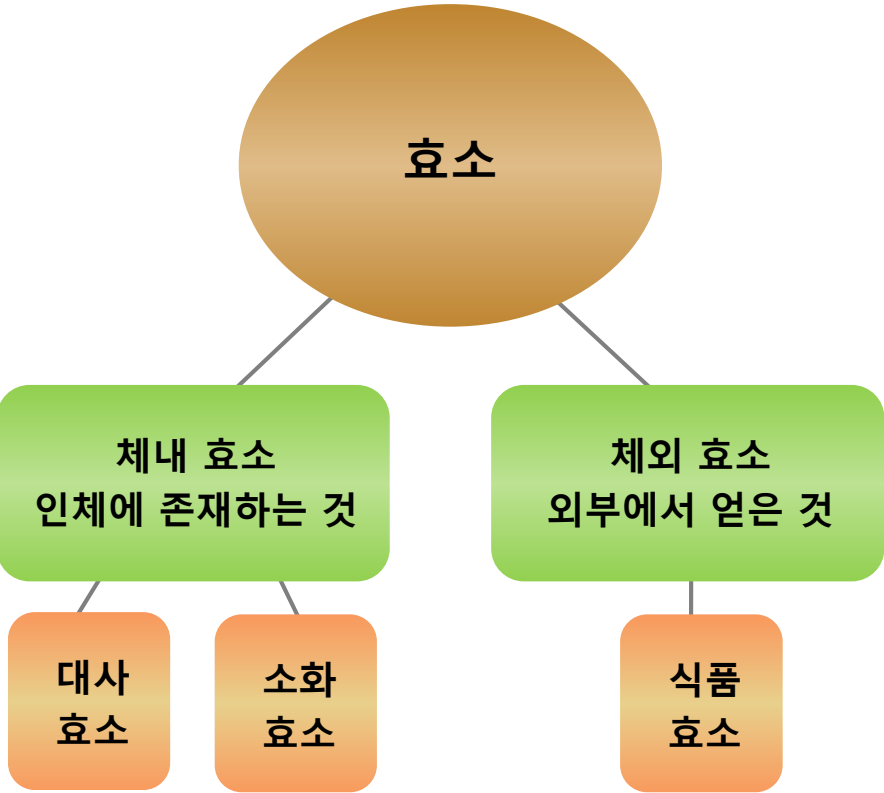 효소
체내 효소
인체에 존재하는 것
체외 효소
외부에서 얻은 것
대사
효소
소화
효소
식품
효소